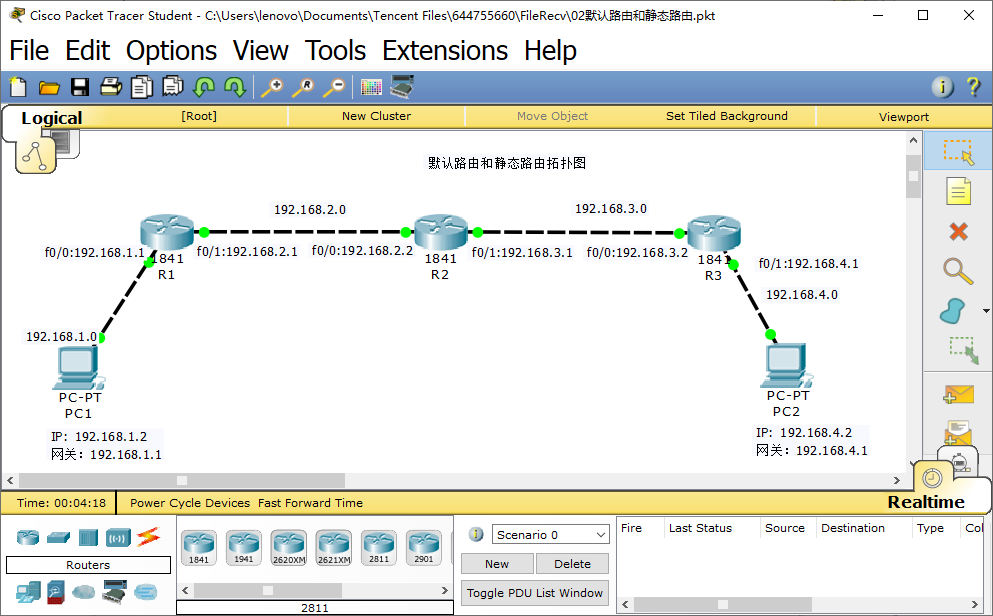 Cisco Packet Tracer Student - C:\Users\lenovo\Documents\Tencent Files\644755660\FileRecv\02默认路由和静态路由.pkt
File Edit Options View Tools Extensions Help
Logical [Root] New Cluster Move Object Set Tiled Background Viewport
默认路由和静态路由拓扑图
192.168.2.0
192.168.3.0
f0/0:192.168.1.1
f0/1:192.168.2.1
f0/0:192.168.2.2
f0/1:192.168.3.1
f0/0:192.168.3.2
1841
R1
1841
R2
1841
R3
f0/1:192.168.4.1
192.168.4.0
192.168.1.0
PC-PT
PC1
IP: 192.168.1.2
网关: 192.168.1.1
PC-PT
PC2
IP: 192.168.4.2
网关: 192.168.4.1
Time: 00:04:18 Power Cycle Devices Fast Forward Time
Realtime
Routers
1841 1941 2620XM 2621XM 2811 2901
2811
Scenario 0
New Delete
Toggle PDU List Window
Fire Last Status Source Destination Type Col